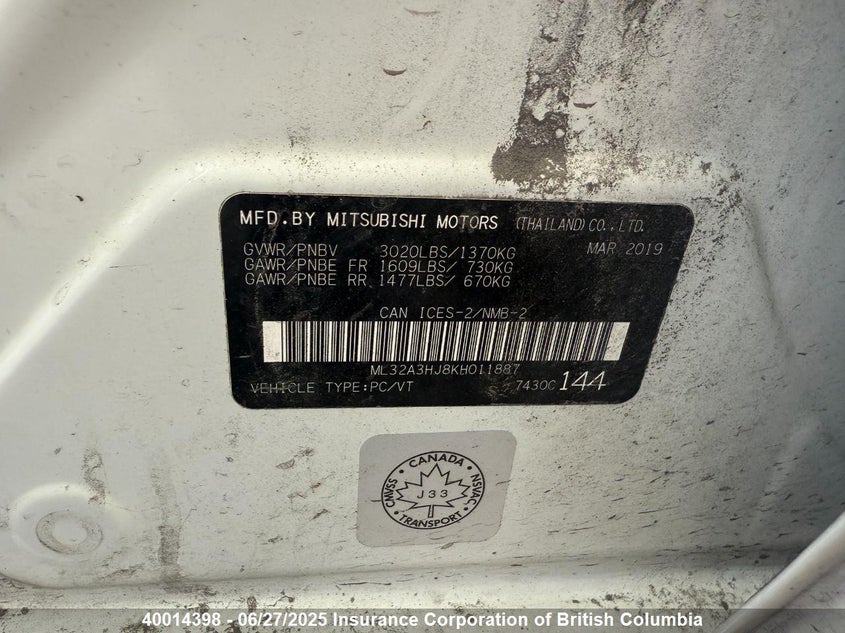 MFD.BY MITSUBISHI MOTORS (THAILAND)CO.,LTD.
GVWR/PNBV 3020LBS/1370KG MAR 2019
GAWR/PNBE FR 1609LBS/ 730KG
GAWR/PNBE RR 1477LBS/ 670KG
CAN ICES-2/NMB-2
ML32A3HJ8KH011887
VEHICLE TYPE:PC/VT 7430C 144
CANADA
CMVSS J33 NSVAC
TRANSPORT
40014398 - 06/27/2025 Insurance Corporation of British Columbia